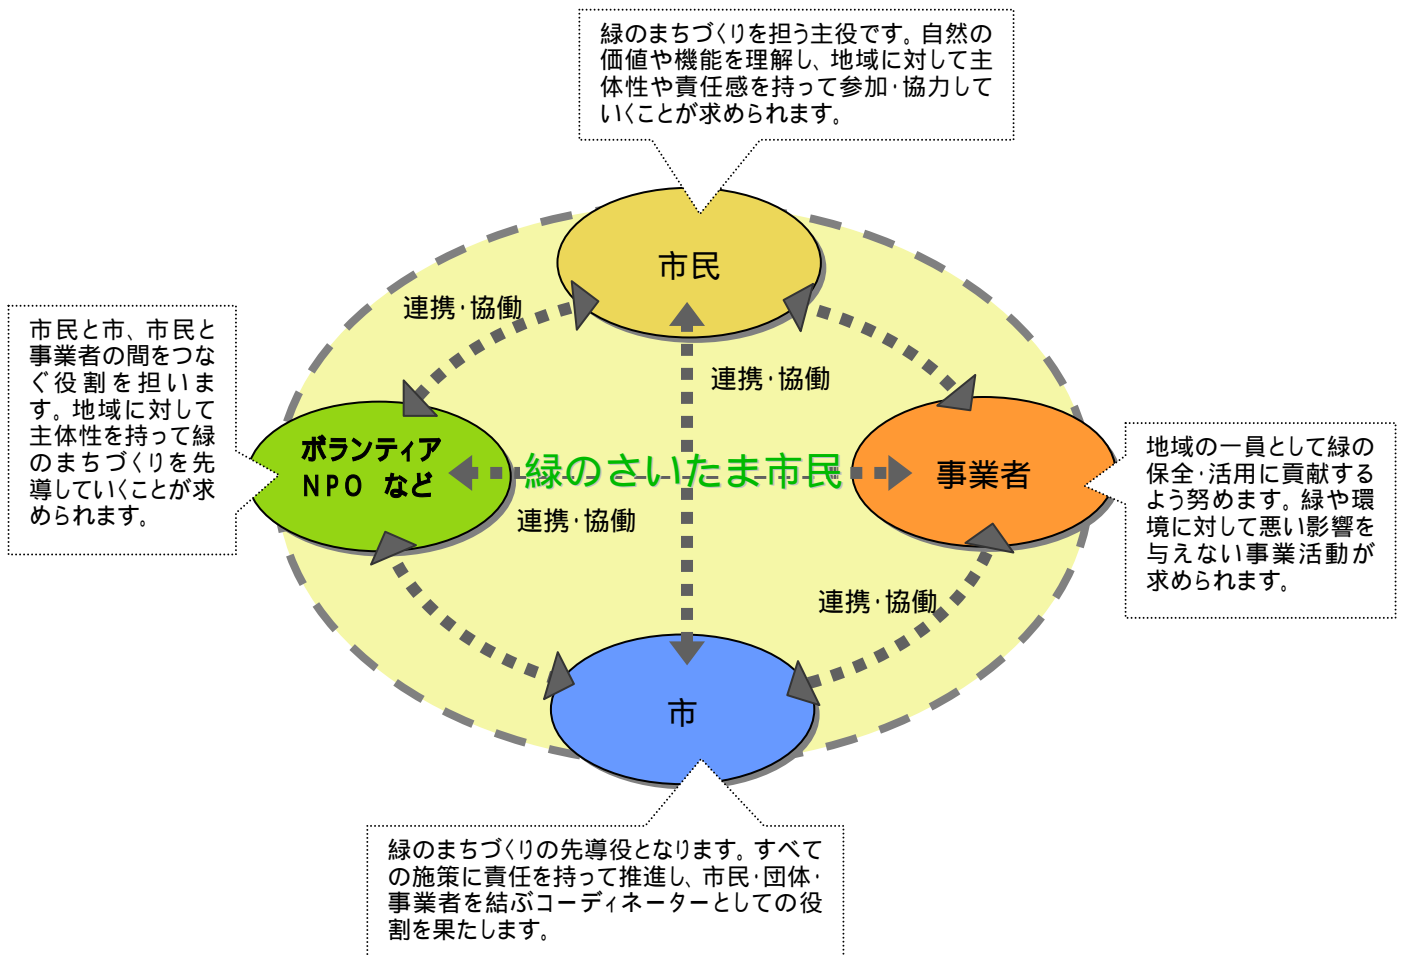 緑のまちづくりを担う主役です。自然の
価値や機能を理解し、地域に対して主
体性や責任感を持って参加・協力して
いくことが求められます。
市民
連携・協働
市民と市、市民と
事業者の間をつな
ぐ役割を担いま
す。地域に対して
主体性を持って緑
のまちづくりを先
導していくことが求
められます。
連携・協働
ボランティア
NPO など
緑のさいたま市民
事業者
地域の一員として緑の
保全・活用に貢献する
よう努めます。緑や環
境に対して悪い影響を
与えない事業活動が
求められます。
連携・協働
連携・協働
市
緑のまちづくりの先導役となります。すべて
の施策に責任を持って推進し、市民・団体・
事業者を結ぶコーディネーターとしての役
割を果たします。